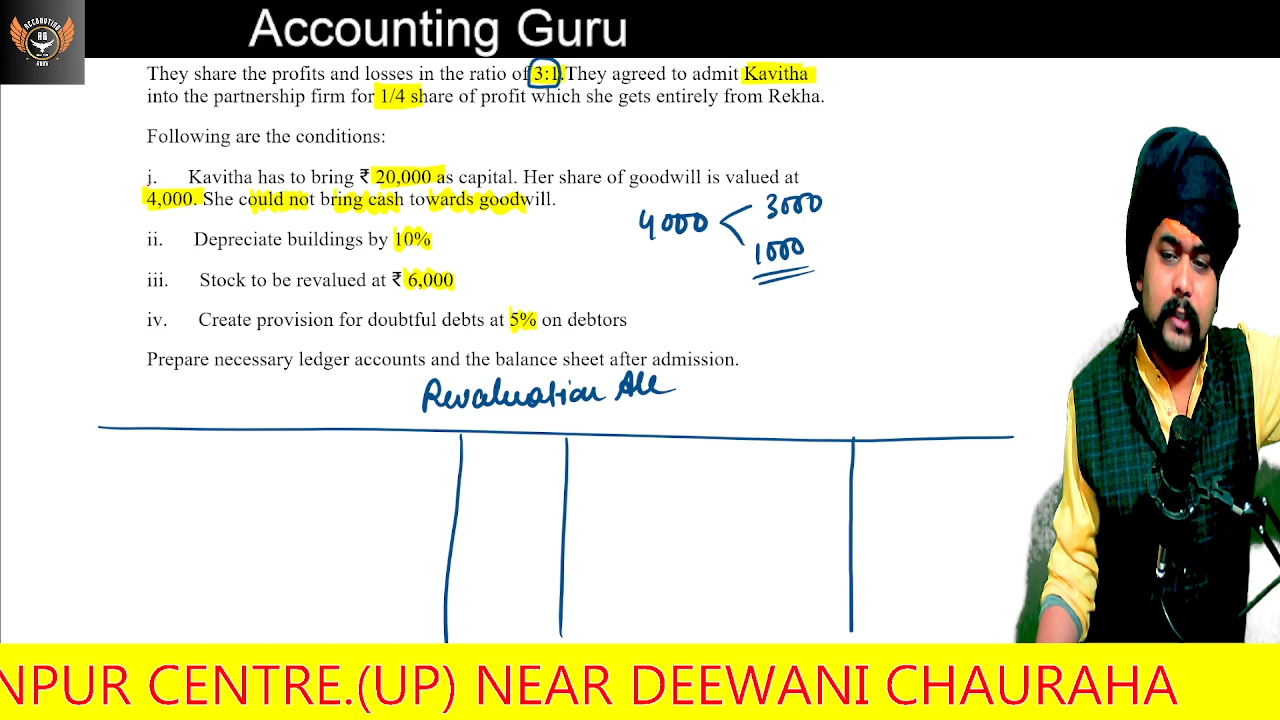 Accounting Guru
ACCOUNTING
AG
GURU
They share the profits and losses in the ratio of 3:1.They agreed to admit Kavitha
into the partnership firm for 1/4 share of profit which she gets entirely from Rekha.
Following are the conditions:
j. Kavitha has to bring ₹ 20,000 as capital. Her share of goodwill is valued at
4,000. She could not bring cash towards goodwill.
4000 < 3000
1000
ii. Depreciate buildings by 10%
iii. Stock to be revalued at ₹ 6,000
iv. Create provision for doubtful debts at 5% on debtors
Prepare necessary ledger accounts and the balance sheet after admission.
Revaluation A/c
NPUR CENTRE.(UP) NEAR DEEWANI CHAURAHA